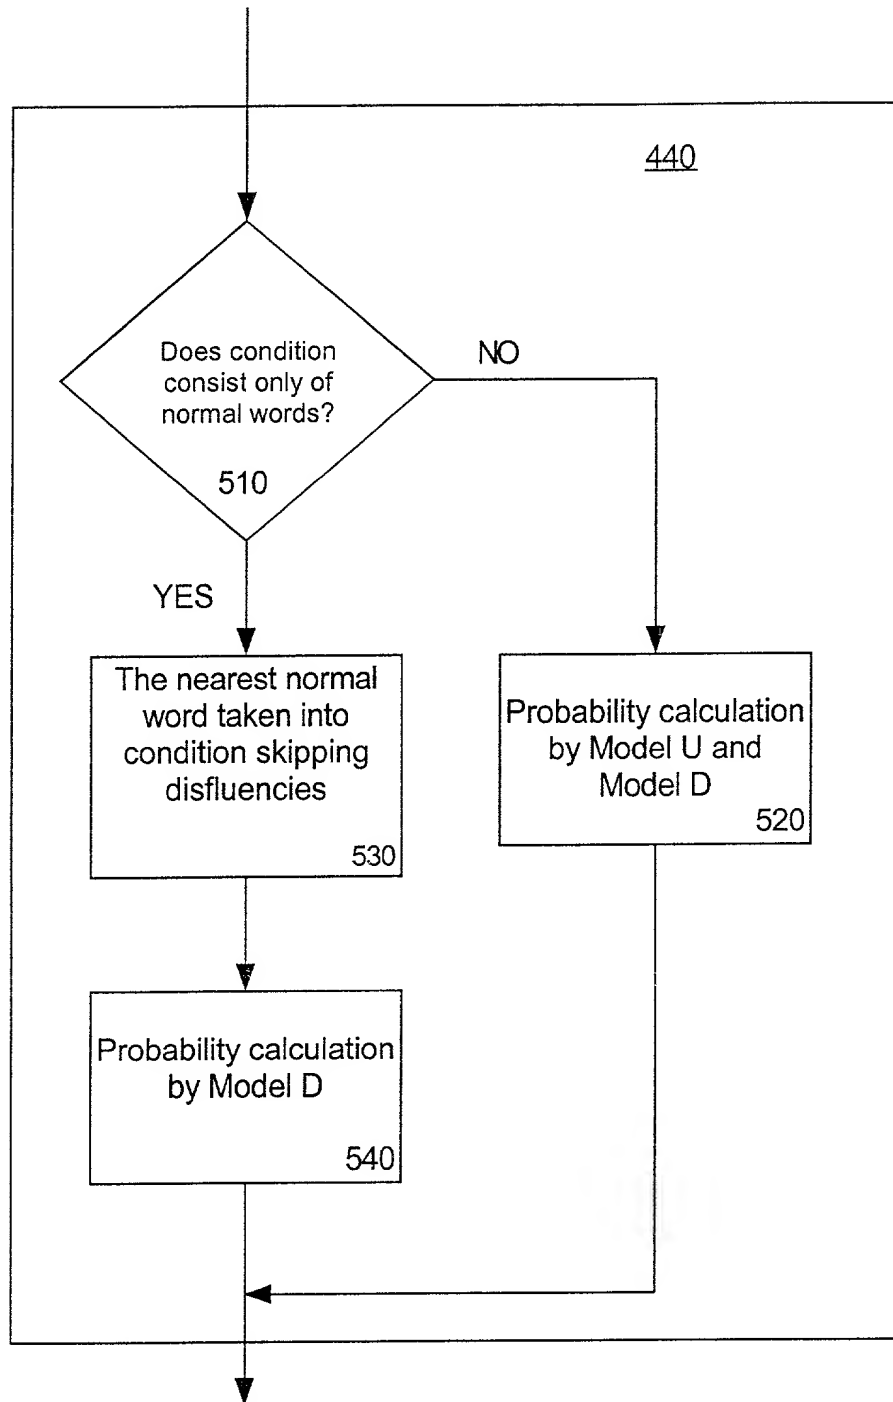 440
Does condition
consist only of
normal words?
510
NO
YES
The nearest normal
word taken into
condition skipping
disfluencies
530
Probability calculation
by Model U and
Model D
520
Probability calculation
by Model D
540